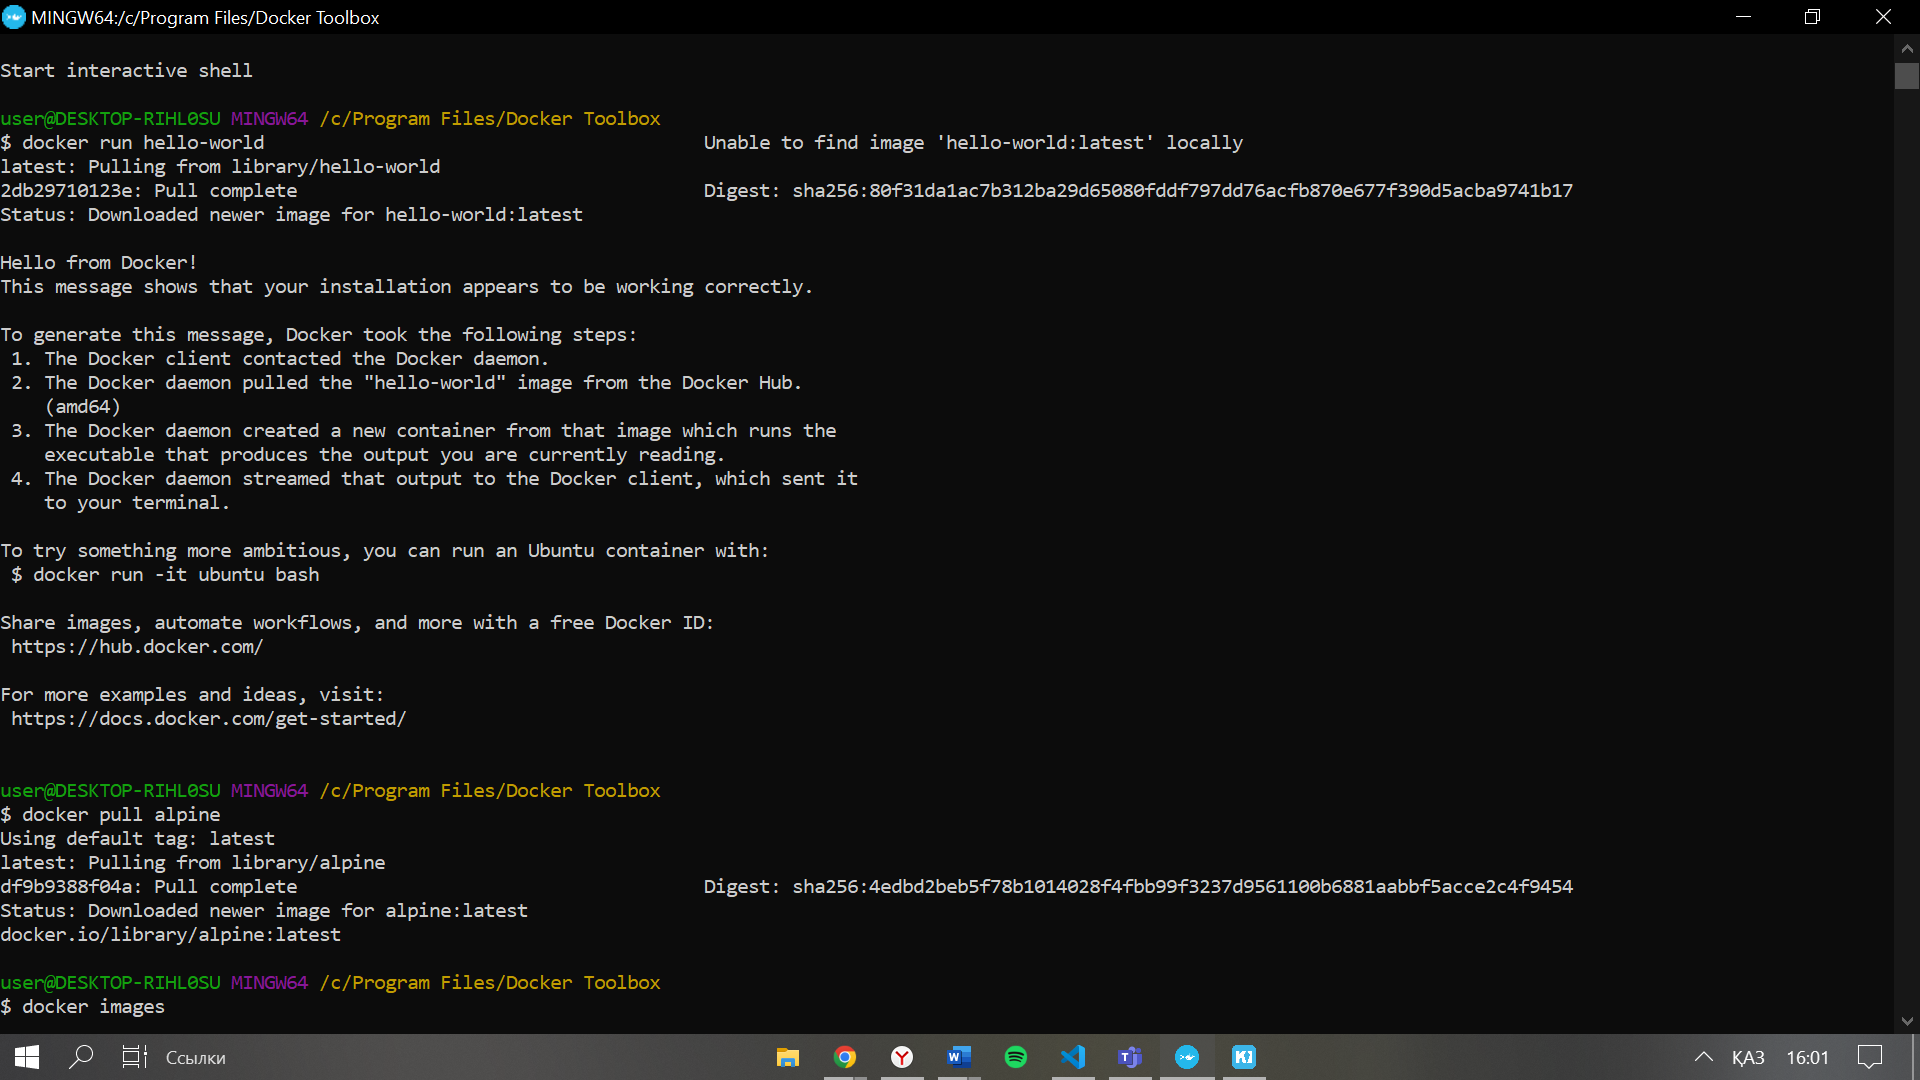 MINGW64:/c/Program Files/Docker Toolbox
Start interactive shell
user@DESKTOP-RIHL0SU MINGW64 /c/Program Files/Docker Toolbox
$ docker run hello-world Unable to find image 'hello-world:latest' locally
latest: Pulling from library/hello-world
2db29710123e: Pull complete Digest: sha256:80f31da1ac7b312ba29d65080fddf797dd76acfb870e677f390d5acba9741b17
Status: Downloaded newer image for hello-world:latest
Hello from Docker!
This message shows that your installation appears to be working correctly.
To generate this message, Docker took the following steps:
1. The Docker client contacted the Docker daemon.
2. The Docker daemon pulled the "hello-world" image from the Docker Hub.
(amd64)
3. The Docker daemon created a new container from that image which runs the
executable that produces the output you are currently reading.
4. The Docker daemon streamed that output to the Docker client, which sent it
to your terminal.
To try something more ambitious, you can run an Ubuntu container with:
$ docker run -it ubuntu bash
Share images, automate workflows, and more with a free Docker ID:
https://hub.docker.com/
For more examples and ideas, visit:
https://docs.docker.com/get-started/
user@DESKTOP-RIHL0SU MINGW64 /c/Program Files/Docker Toolbox
$ docker pull alpine
Using default tag: latest
latest: Pulling from library/alpine
df9b9388f04a: Pull complete Digest: sha256:4edbd2beb5f78b1014028f4fbb99f3237d9561100b6881aabbf5acce2c4f9454
Status: Downloaded newer image for alpine:latest
docker.io/library/alpine:latest
user@DESKTOP-RIHL0SU MINGW64 /c/Program Files/Docker Toolbox
$ docker images
Ссылки ҚАЗ 16:01